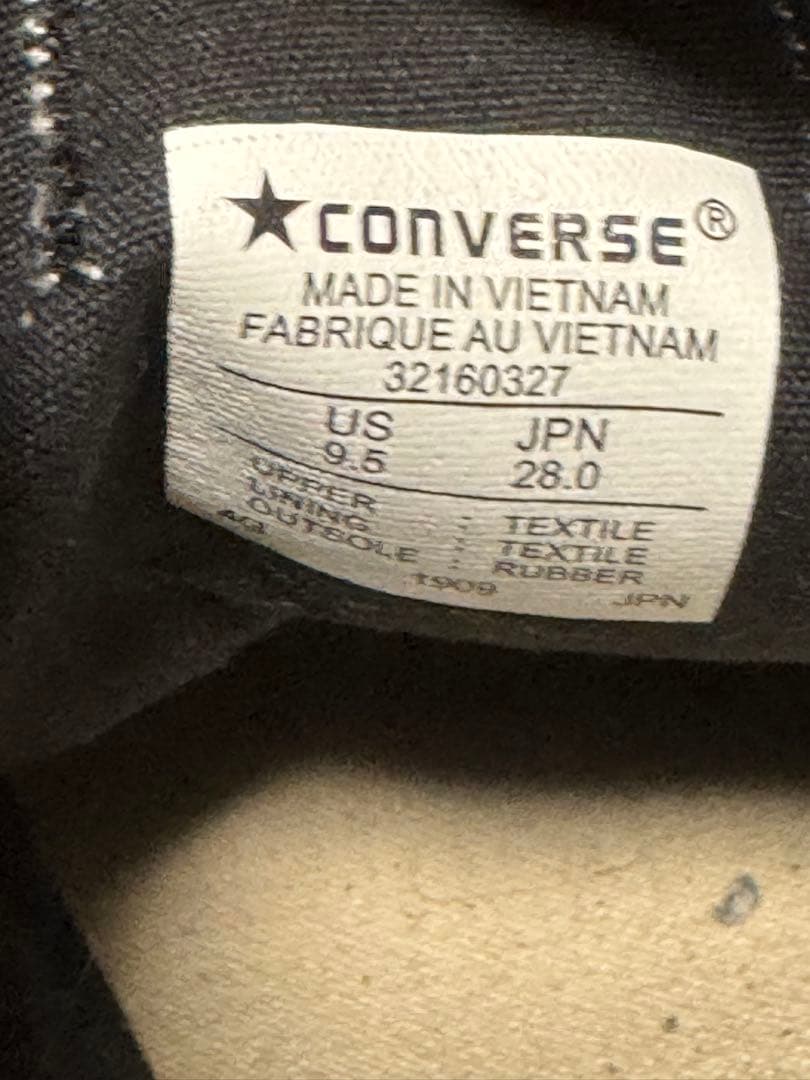 ★CONVERSE®
MADE IN VIETNAM
FABRIQUE AU VIETNAM
32160327
US JPN
9.5 28.0
UPPER : TEXTILE
LINING : TEXTILE
OUTSOLE : RUBBER
1909 JPN